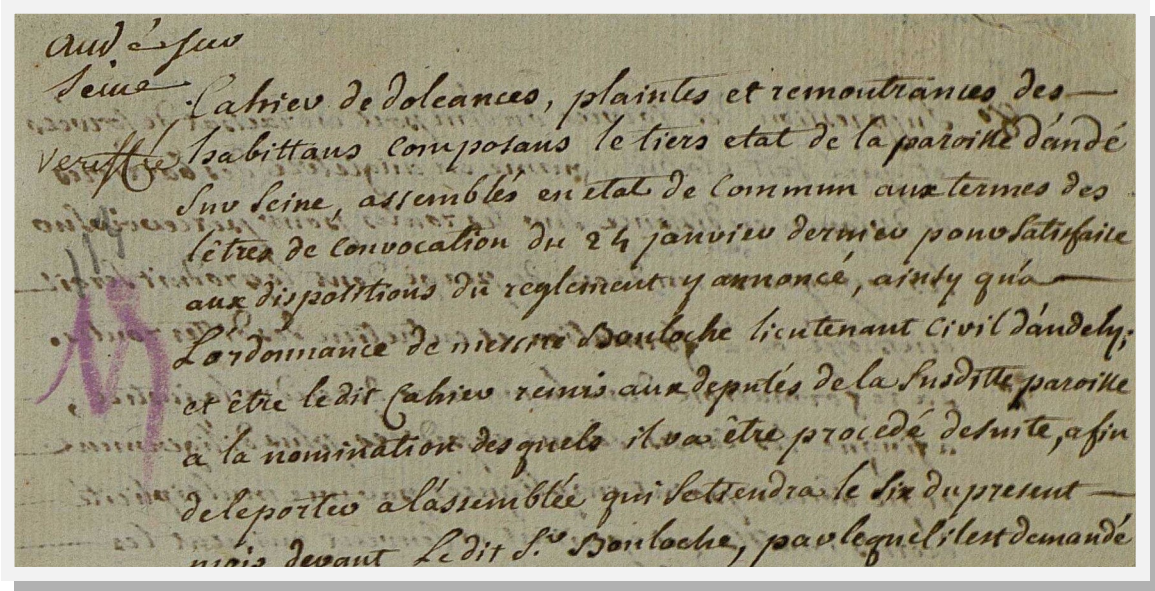 andé sur
seine
veriffié
Cahier de doleances, plaintes et remontrances des
habittans composans le tiers etat de la paroisse d'andé
sur seine, assemblés en etat de commun aux termes des
lêtres de convocation du 24 janvier dernier pour satisfaire
aux dispositions du reglement y annoncé, ainsy qu'a
L'ordonnance de messire Bouloche lieutenant civil d'andely;
et être ledit Cahier remis aux deputés de la susditte paroisse
a la nomination desquels il va être procédé desuite, afin
de le porter a l'assemblée qui se tiendra le six du present
mois devant Ledit Sr. Bouloche, par lequel il est demandé